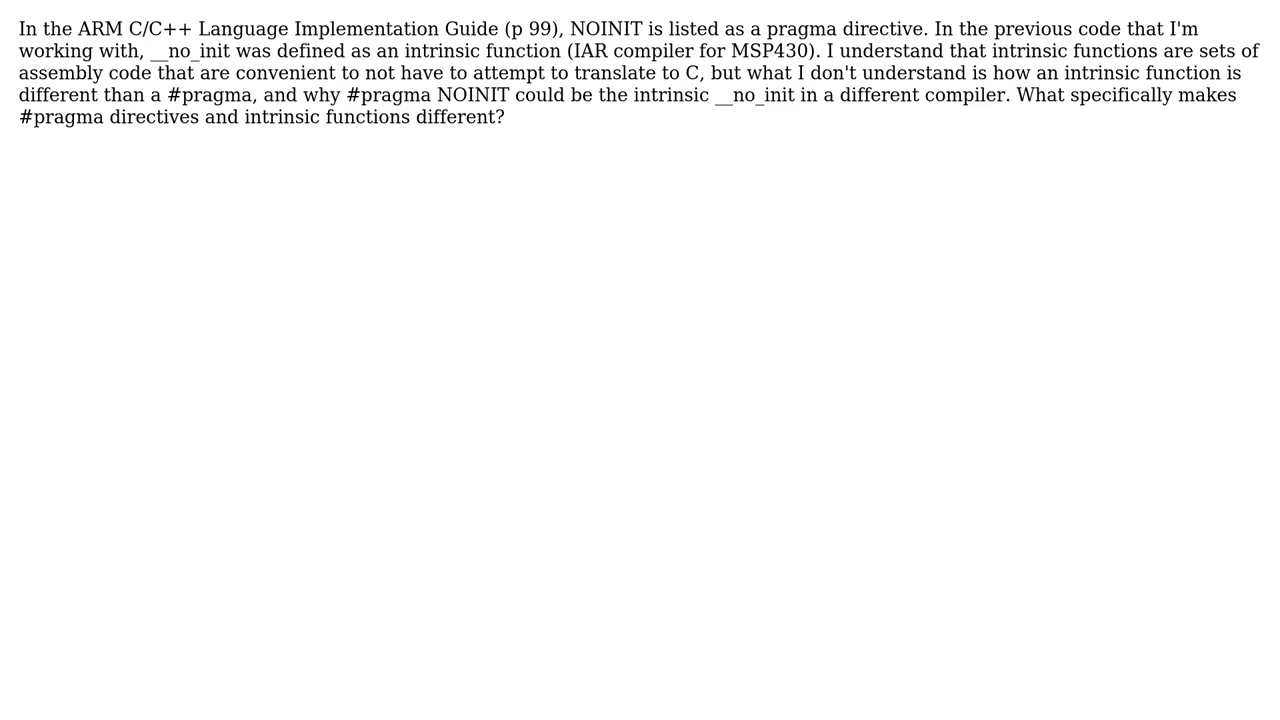 In the ARM C/C++ Language Implementation Guide (p 99), NOINIT is listed as a pragma directive. In the previous code that I'm
working with, __no_init was defined as an intrinsic function (IAR compiler for MSP430). I understand that intrinsic functions are sets of
assembly code that are convenient to not have to attempt to translate to C, but what I don't understand is how an intrinsic function is
different than a #pragma, and why #pragma NOINIT could be the intrinsic __no_init in a different compiler. What specifically makes
#pragma directives and intrinsic functions different?